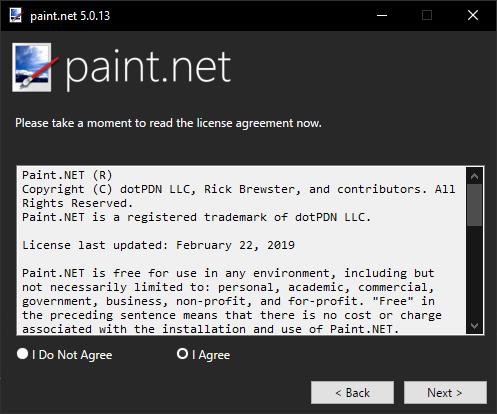 paint.net 5.0.13
paint.net
Please take a moment to read the license agreement now.
Paint.NET (R)
Copyright (C) dotPDN LLC, Rick Brewster, and contributors. All
Rights Reserved.
Paint.NET is a registered trademark of dotPDN LLC.
License last updated: February 22, 2019
Paint.NET is free for use in any environment, including but
not necessarily limited to: personal, academic, commercial,
government, business, non-profit, and for-profit. "Free" in
the preceding sentence means that there is no cost or charge
associated with the installation and use of Paint.NET.
I Do Not Agree
I Agree
< Back
Next >